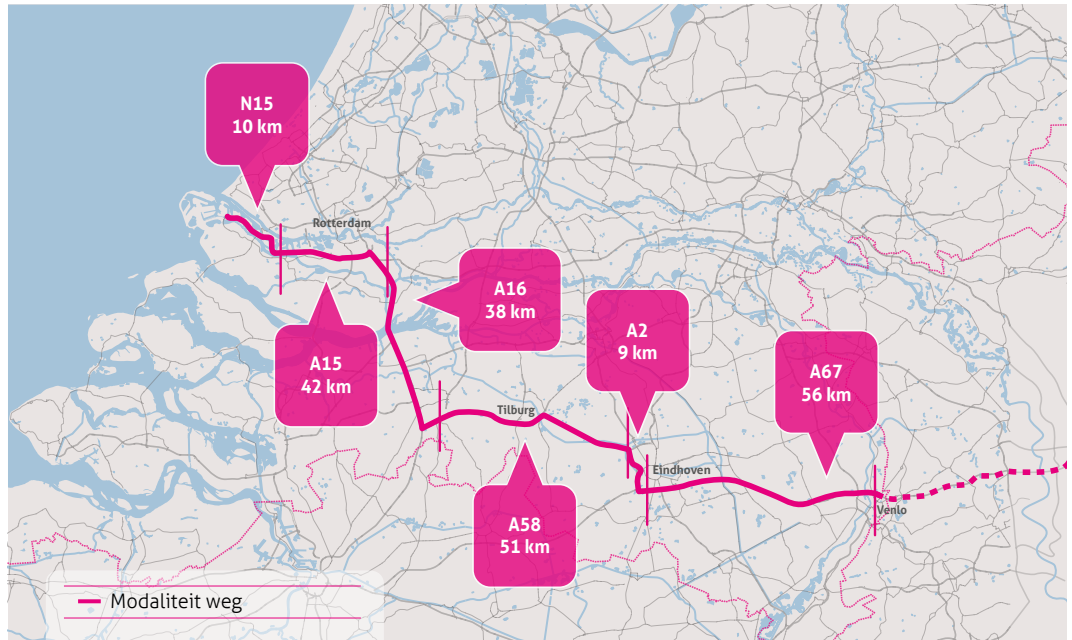 N15
10 km
Rotterdam
A16
38 km
A15
42 km
A2
9 km
A67
56 km
Tilburg
Eindhoven
Venlo
A58
51 km
Modaliteit weg